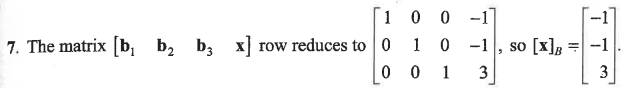 7. The matrix [b₁ b₂ b₃ x] row reduces to [1 0 0 -1; 0 1 0 -1; 0 0 1 3], so [x]_B = [-1; -1; 3].